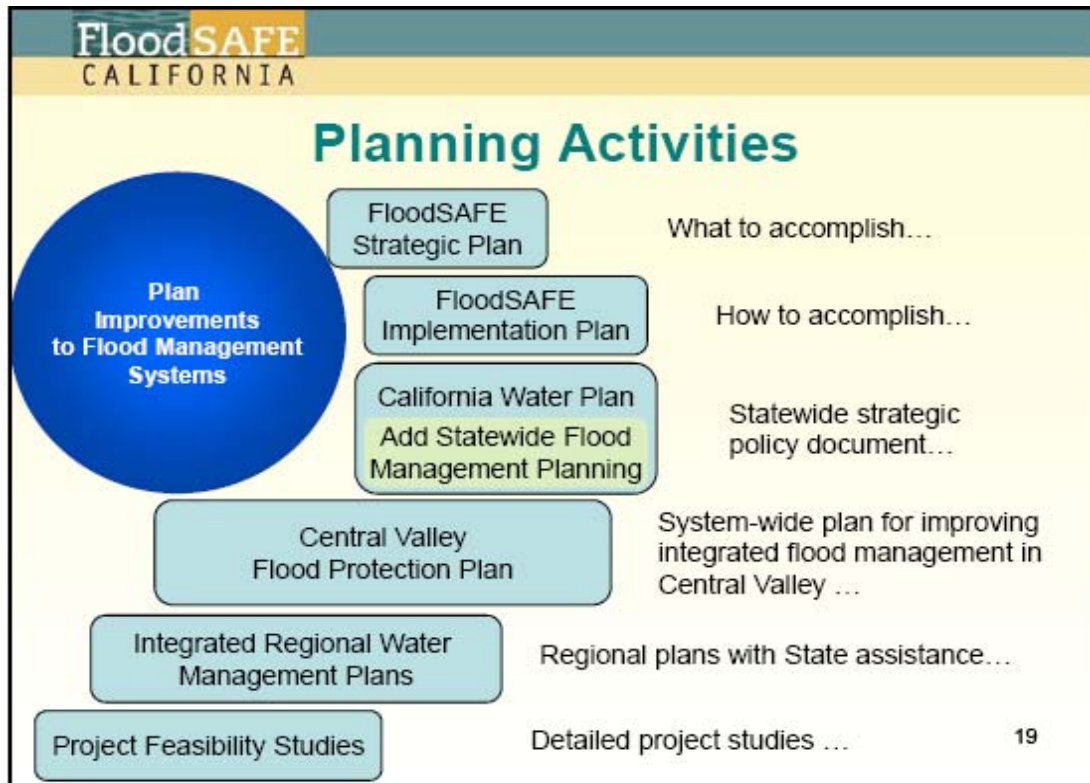 FloodSAFE
CALIFORNIA
Planning Activities
Plan
Improvements
to Flood Management
Systems
FloodSAFE
Strategic Plan
What to accomplish…
FloodSAFE
Implementation Plan
How to accomplish…
California Water Plan
Add Statewide Flood
Management Planning
Statewide strategic
policy document…
Central Valley
Flood Protection Plan
System-wide plan for improving
integrated flood management in
Central Valley …
Integrated Regional Water
Management Plans
Regional plans with State assistance…
Project Feasibility Studies
Detailed project studies …
19